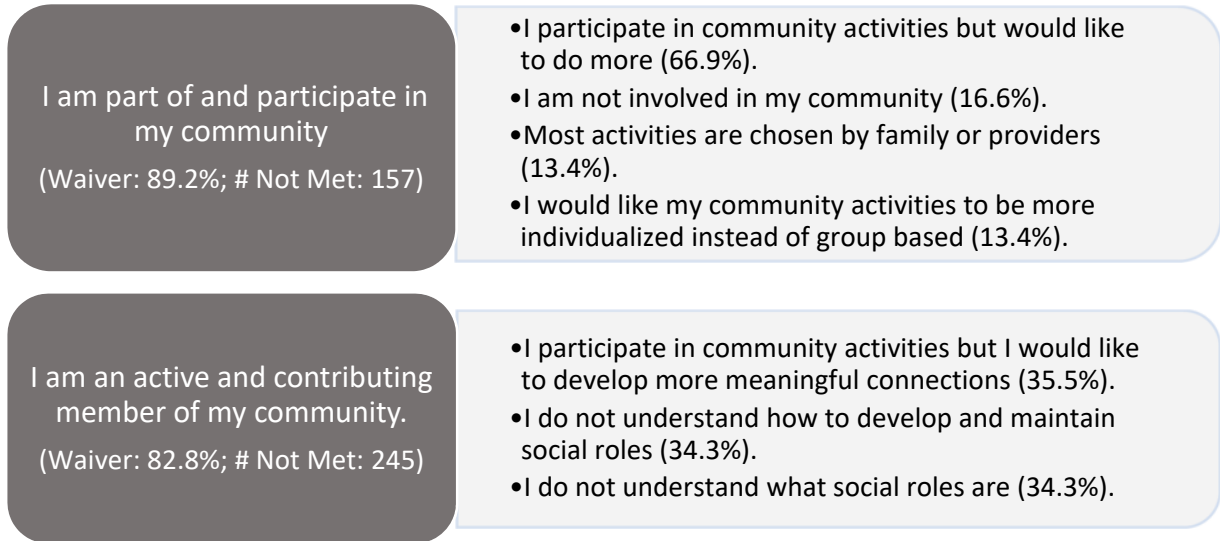 I am part of and participate in
my community
(Waiver: 89.2%; # Not Met: 157)
•I participate in community activities but would like
to do more (66.9%).
•I am not involved in my community (16.6%).
•Most activities are chosen by family or providers
(13.4%).
•I would like my community activities to be more
individualized instead of group based (13.4%).
I am an active and contributing
member of my community.
(Waiver: 82.8%; # Not Met: 245)
•I participate in community activities but I would like
to develop more meaningful connections (35.5%).
•I do not understand how to develop and maintain
social roles (34.3%).
•I do not understand what social roles are (34.3%).